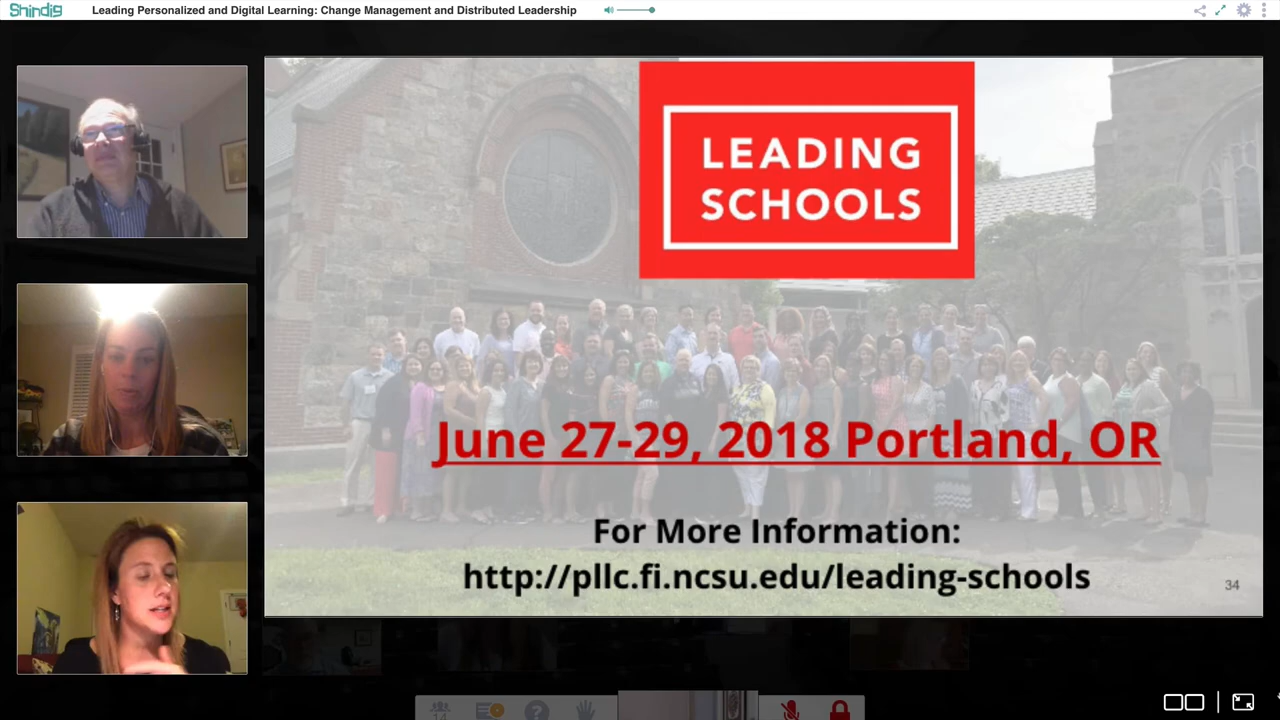 Shindig
Leading Personalized and Digital Learning: Change Management and Distributed Leadership
LEADING
SCHOOLS
June 27-29, 2018 Portland, OR
For More Information:
http://pllc.fi.ncsu.edu/leading-schools
34
14